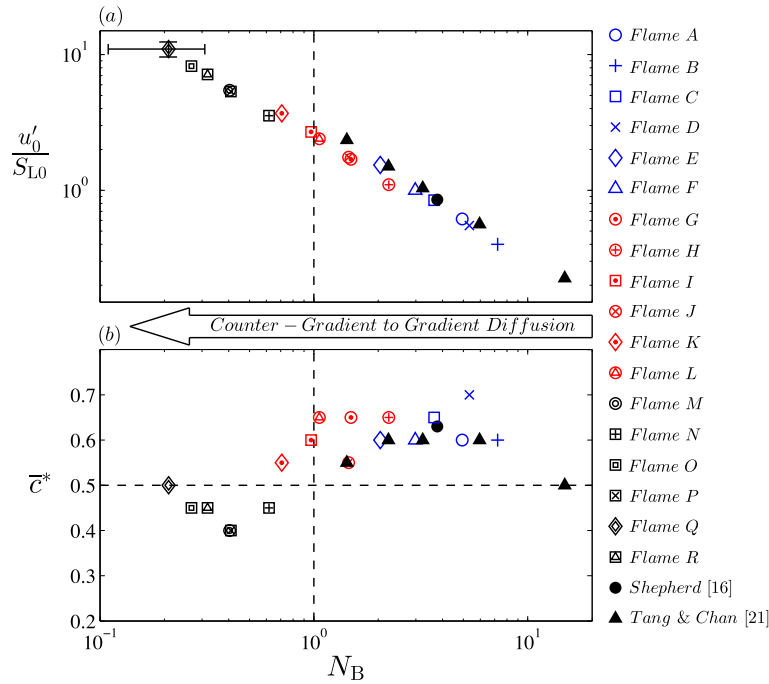 (a)
10^1
10^0
u'_0 / S_L0
Counter – Gradient to Gradient Diffusion
(b)
0.7
0.6
0.5
0.4
0.3
0.2
c̄*
10^-1
10^0
10^1
N_B
Flame A
Flame B
Flame C
Flame D
Flame E
Flame F
Flame G
Flame H
Flame I
Flame J
Flame K
Flame L
Flame M
Flame N
Flame O
Flame P
Flame Q
Flame R
Shepherd [16]
Tang & Chan [21]